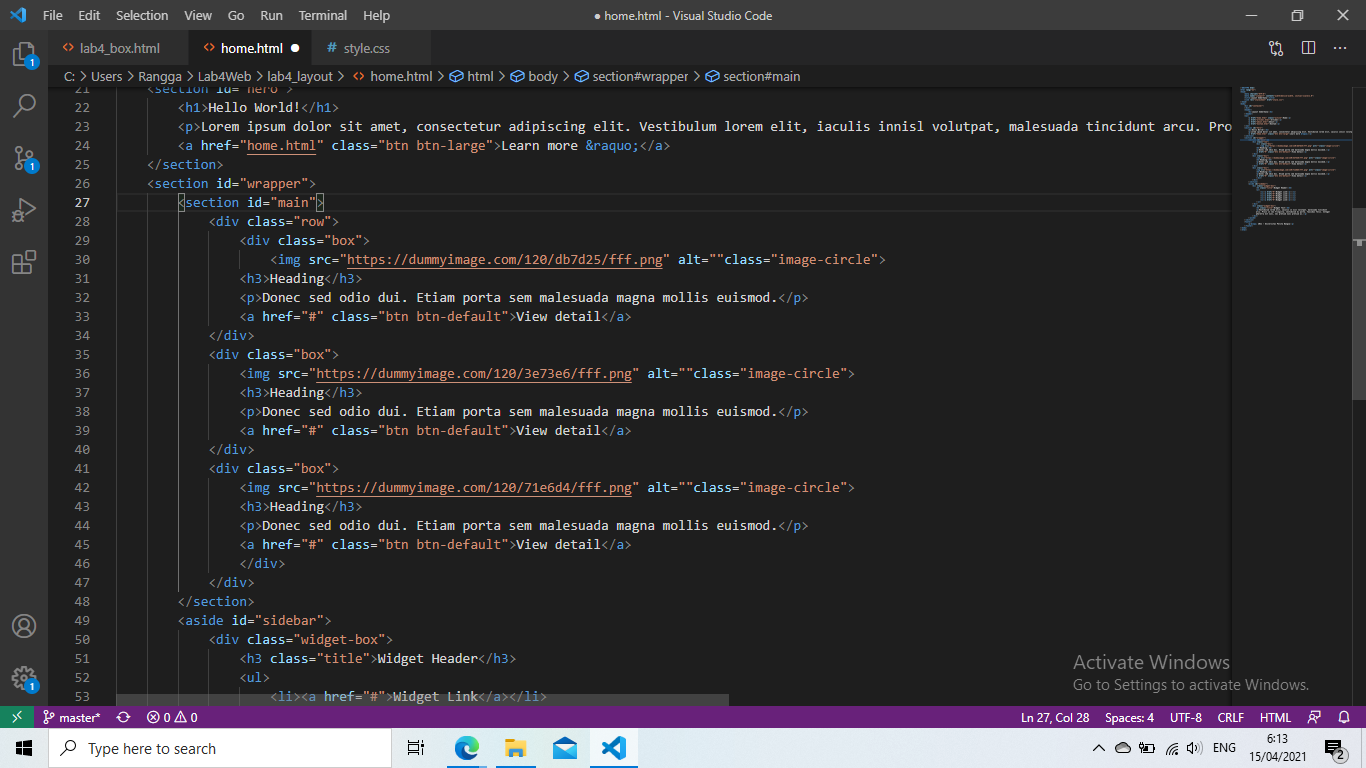 File Edit Selection View Go Run Terminal Help
● home.html - Visual Studio Code
lab4_box.html
home.html
# style.css
C: > Users > Rangga > Lab4Web > lab4_layout > home.html > html > body > section#wrapper > section#main
21 <section id="hero">
22 <h1>Hello World!</h1>
23 <p>Lorem ipsum dolor sit amet, consectetur adipiscing elit. Vestibulum lorem elit, iaculis innisl volutpat, malesuada tincidunt arcu. Pro
24 <a href="home.html" class="btn btn-large">Learn more &raquo;</a>
25 </section>
26 <section id="wrapper">
27 <section id="main">
28 <div class="row">
29 <div class="box">
30 <img src="https://dummyimage.com/120/db7d25/fff.png" alt=""class="image-circle">
31 <h3>Heading</h3>
32 <p>Donec sed odio dui. Etiam porta sem malesuada magna mollis euismod.</p>
33 <a href="#" class="btn btn-default">View detail</a>
34 </div>
35 <div class="box">
36 <img src="https://dummyimage.com/120/3e73e6/fff.png" alt=""class="image-circle">
37 <h3>Heading</h3>
38 <p>Donec sed odio dui. Etiam porta sem malesuada magna mollis euismod.</p>
39 <a href="#" class="btn btn-default">View detail</a>
40 </div>
41 <div class="box">
42 <img src="https://dummyimage.com/120/71e6d4/fff.png" alt=""class="image-circle">
43 <h3>Heading</h3>
44 <p>Donec sed odio dui. Etiam porta sem malesuada magna mollis euismod.</p>
45 <a href="#" class="btn btn-default">View detail</a>
46 </div>
47 </div>
48 </section>
49 <aside id="sidebar">
50 <div class="widget-box">
51 <h3 class="title">Widget Header</h3>
52 <ul>
53 <li><a href="#">Widget Link</a></li>
1
1
1
Activate Windows
Go to Settings to activate Windows.
master* 0 0
Ln 27, Col 28 Spaces: 4 UTF-8 CRLF HTML
Type here to search
ENG
6:13
15/04/2021
2